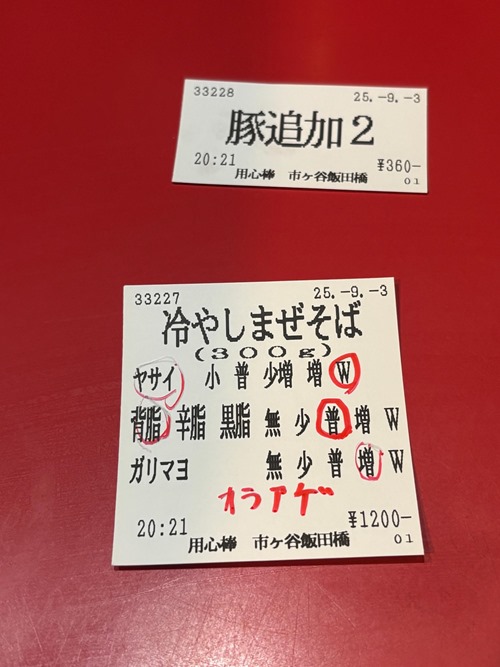 33228 25.-9.-3
豚追加2
20:21 ¥360-
用心棒 市ヶ谷飯田橋 01
33227 25.-9.-3
冷やしまぜそば
(300g)
ヤサイ 小 普 少増 増 W
背脂 辛脂 黒脂 無 少 普 増 W
ガリマヨ 無 少 普 増 W
オラアゲ
20:21 ¥1200-
用心棒 市ヶ谷飯田橋 01